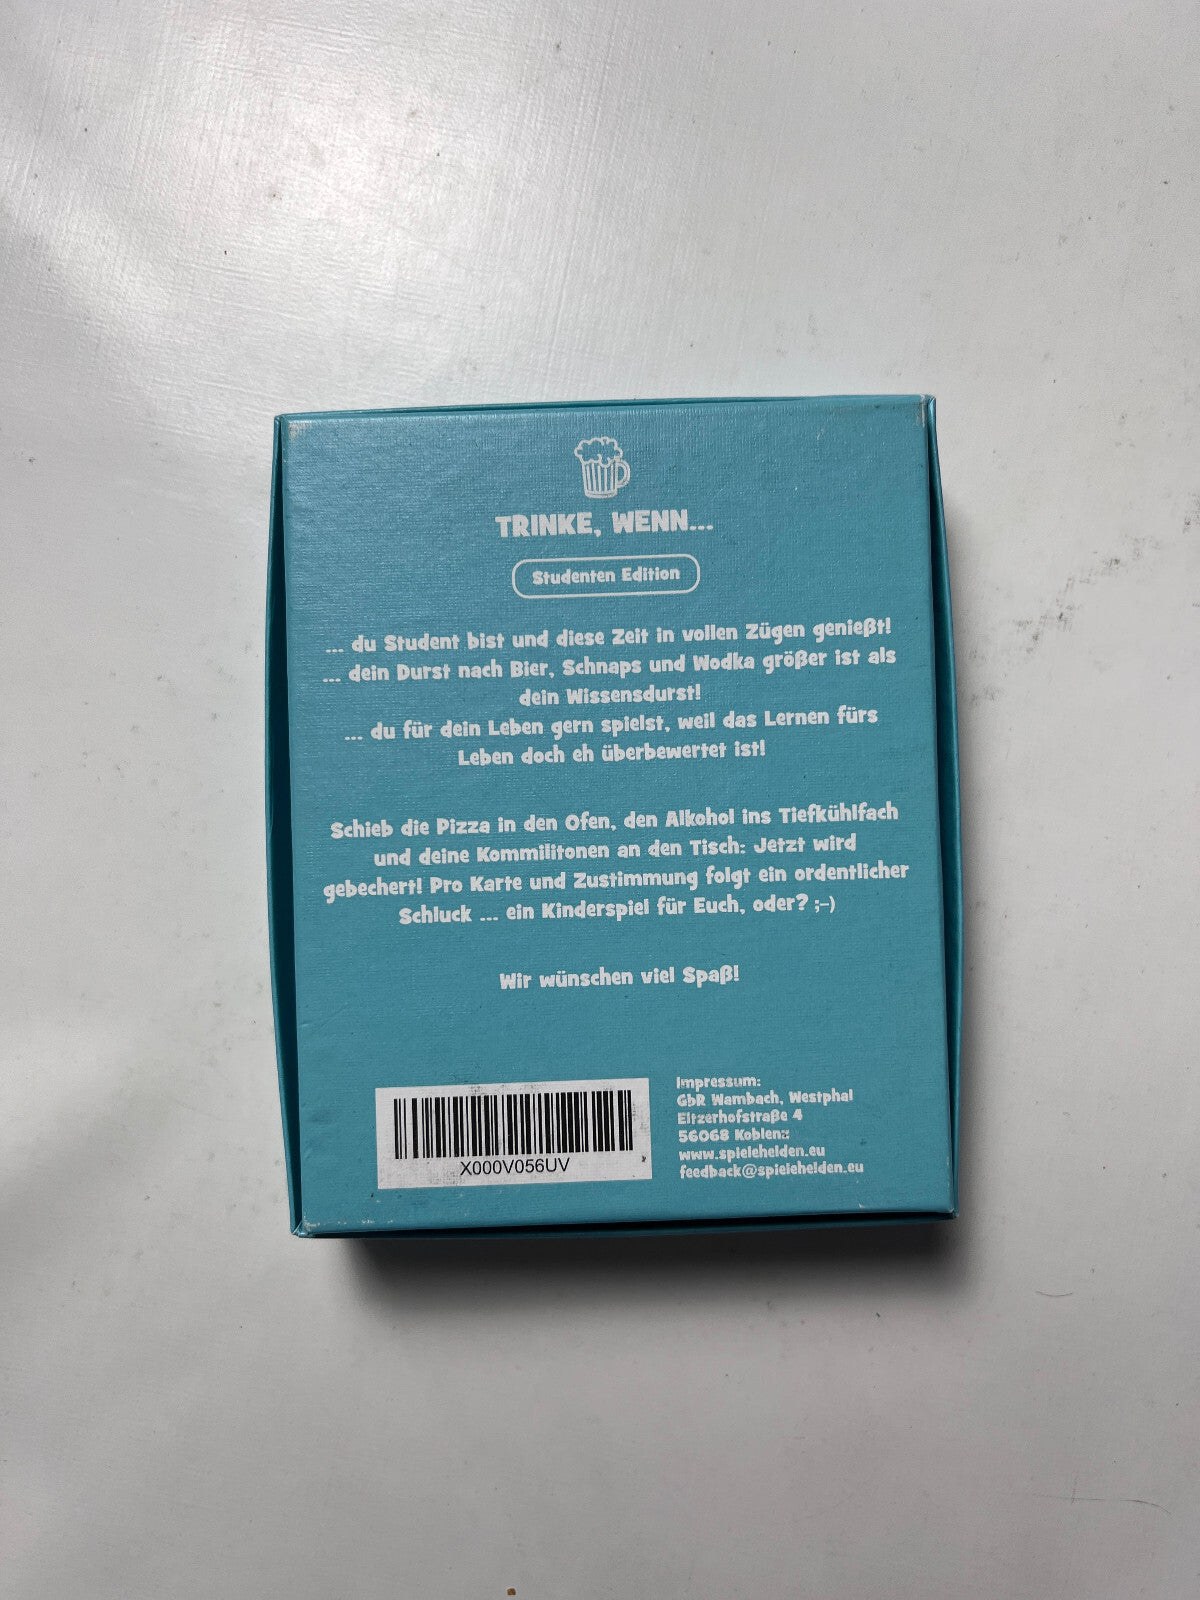 TRINKE, WENN...
Studenten Edition
... du Student bist und diese Zeit in vollen Zügen genießt!
... dein Durst nach Bier, Schnaps und Wodka größer ist als
dein Wissensdurst!
... du für dein Leben gern spielst, weil das Lernen fürs
Leben doch eh überbewertet ist!
Schieb die Pizza in den Ofen, den Alkohol ins Tiefkühlfach
und deine Kommilitonen an den Tisch: Jetzt wird
gebechert! Pro Karte und Zustimmung folgt ein ordentlicher
Schluck ... ein Kinderspiel für Euch, oder? ;-)
Wir wünschen viel Spaß!
X000V056UV
Impressum:
GbR Wambach, Westphal
Eltzerhofstraße 4
56068 Koblenz
www.spielehelden.eu
feedback@spielehelden.eu